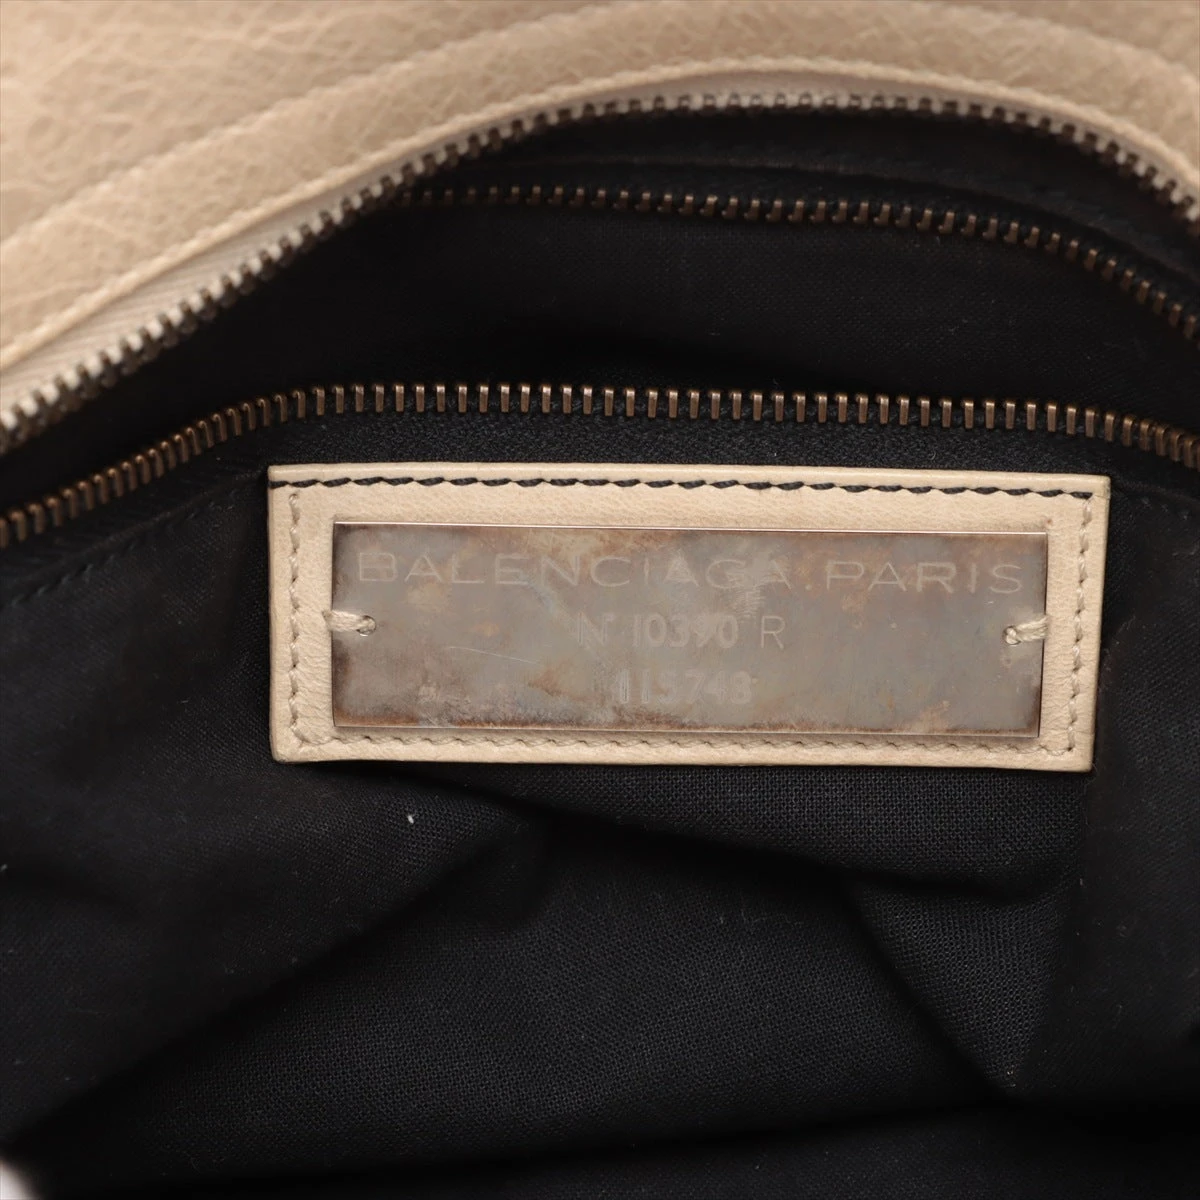 BALENCIAGA. PARIS
N° 10390 R
115748